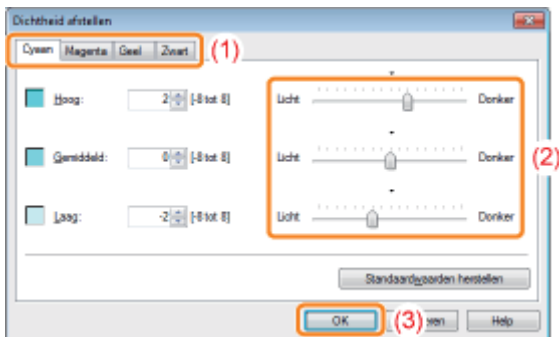 Dichtheid afstellen
Cyaan Magenta Geel Zwart (1)
Hoog: 2 [-8 tot 8] Licht Donker
Gemiddeld: 0 [-8 tot 8] Licht Donker (2)
Laag: -2 [-8 tot 8] Licht Donker
Standaardwaarden herstellen
OK (3) Help